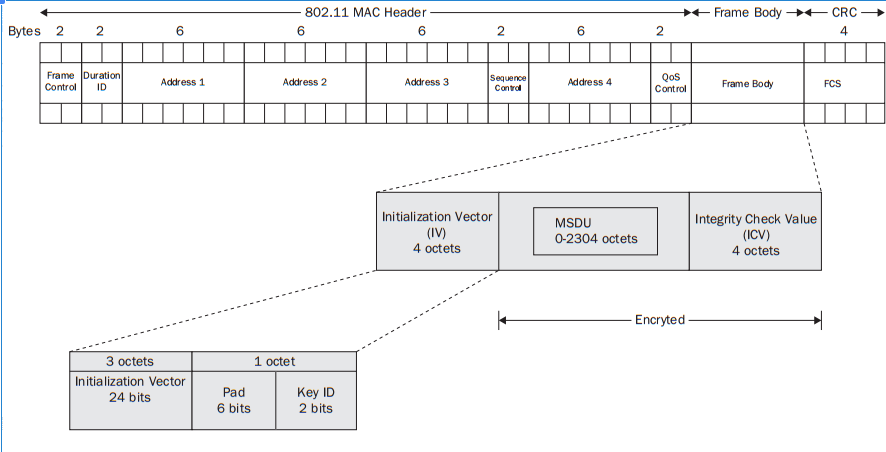 802.11 MAC Header Frame Body CRC
Bytes 2 2 6 6 6 2 6 2 4
Frame Control Duration ID Address 1 Address 2 Address 3 Sequence Control Address 4 QoS Control Frame Body FCS
Initialization Vector
(IV)
4 octets
MSDU
0-2304 octets
Integrity Check Value
(ICV)
4 octets
Encryted
3 octets 1 octet
Initialization Vector
24 bits
Pad
6 bits
Key ID
2 bits